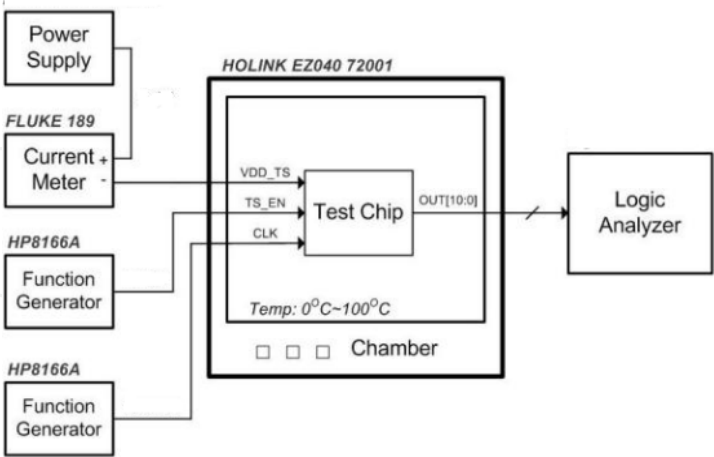 Power
Supply
HOLINK EZ040 72001
FLUKE 189
Current +
Meter -
VDD_TS
TS_EN
CLK
Test Chip
OUT[10:0]
Logic
Analyzer
HP8166A
Function
Generator
Temp: 0°C~100°C
Chamber
HP8166A
Function
Generator